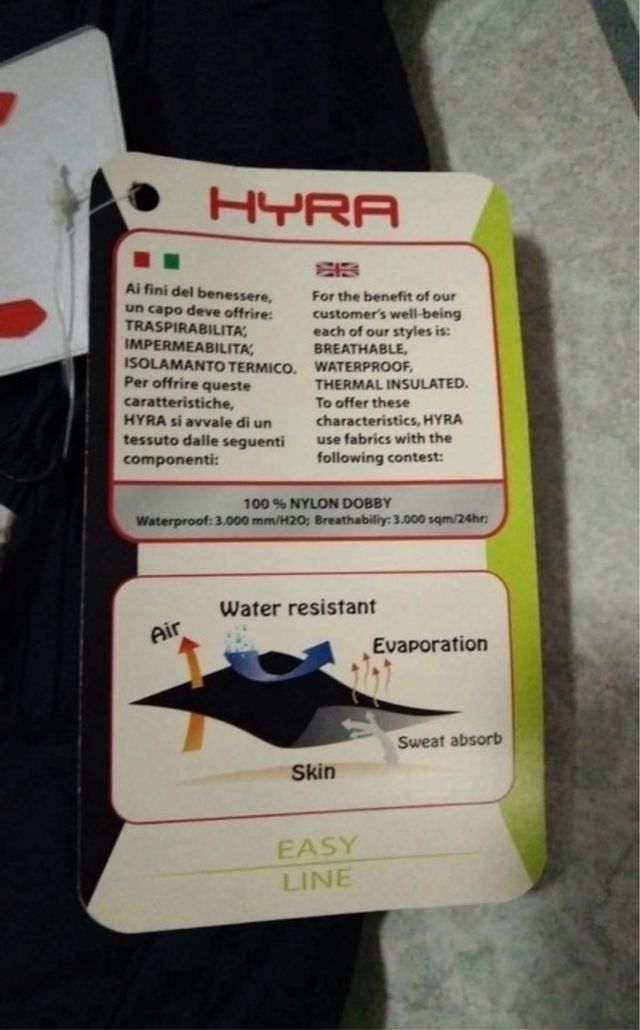 HYRA
Ai fini del benessere,
un capo deve offrire:
TRASPIRABILITA',
IMPERMEABILITA',
ISOLAMANTO TERMICO.
Per offrire queste
caratteristiche,
HYRA si avvale di un
tessuto dalle seguenti
componenti:
For the benefit of our
customer's well-being
each of our styles is:
BREATHABLE,
WATERPROOF,
THERMAL INSULATED.
To offer these
characteristics, HYRA
use fabrics with the
following contest:
100 % NYLON DOBBY
Waterproof: 3.000 mm/H2O; Breathabiliy: 3.000 sqm/24hr;
Water resistant
Air
Evaporation
Sweat absorb
Skin
EASY
LINE